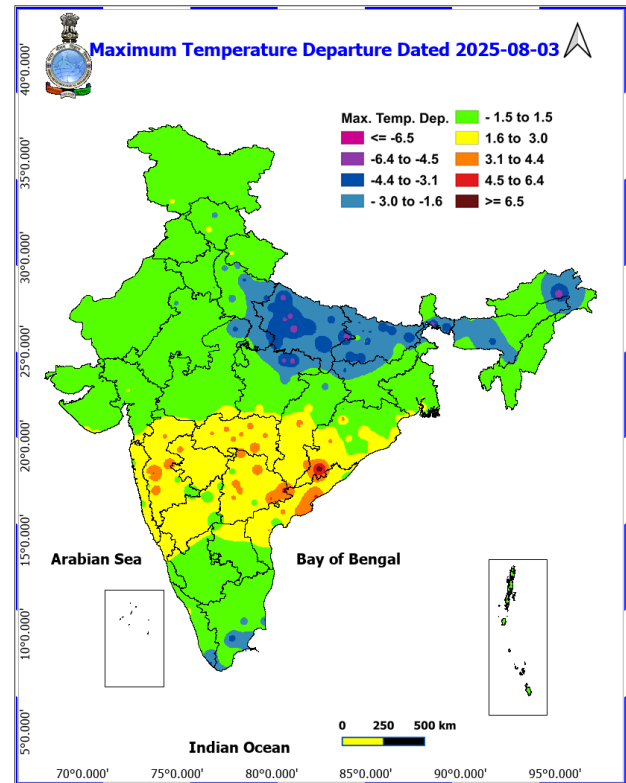 Maximum Temperature Departure Dated 2025-08-03
Max. Temp. Dep.
<= -6.5
-6.4 to -4.5
-4.4 to -3.1
- 3.0 to -1.6
- 1.5 to 1.5
1.6 to 3.0
3.1 to 4.4
4.5 to 6.4
>= 6.5
40°0.000'
35°0.000'
30°0.000'
25°0.000'
20°0.000'
15°0.000'
10°0.000'
5°0.000'
Arabian Sea
Bay of Bengal
Indian Ocean
0 250 500 km
70°0.000' 75°0.000' 80°0.000' 85°0.000' 90°0.000' 95°0.000'